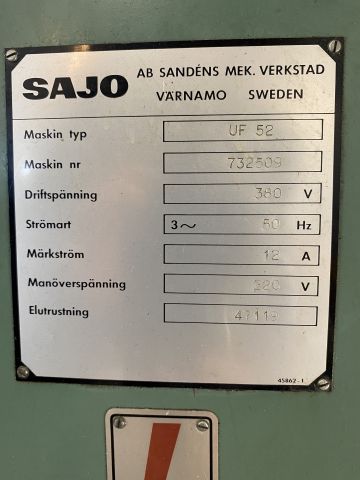 SAJO AB SANDÉNS MEK. VERKSTAD
VÄRNAMO SWEDEN
Maskin typ UF 52
Maskin nr 732509
Driftspänning 380 V
Strömart 3~ 50 Hz
Märkström 12 A
Manöverspänning 220 V
Elutrustning 47119
45862-1